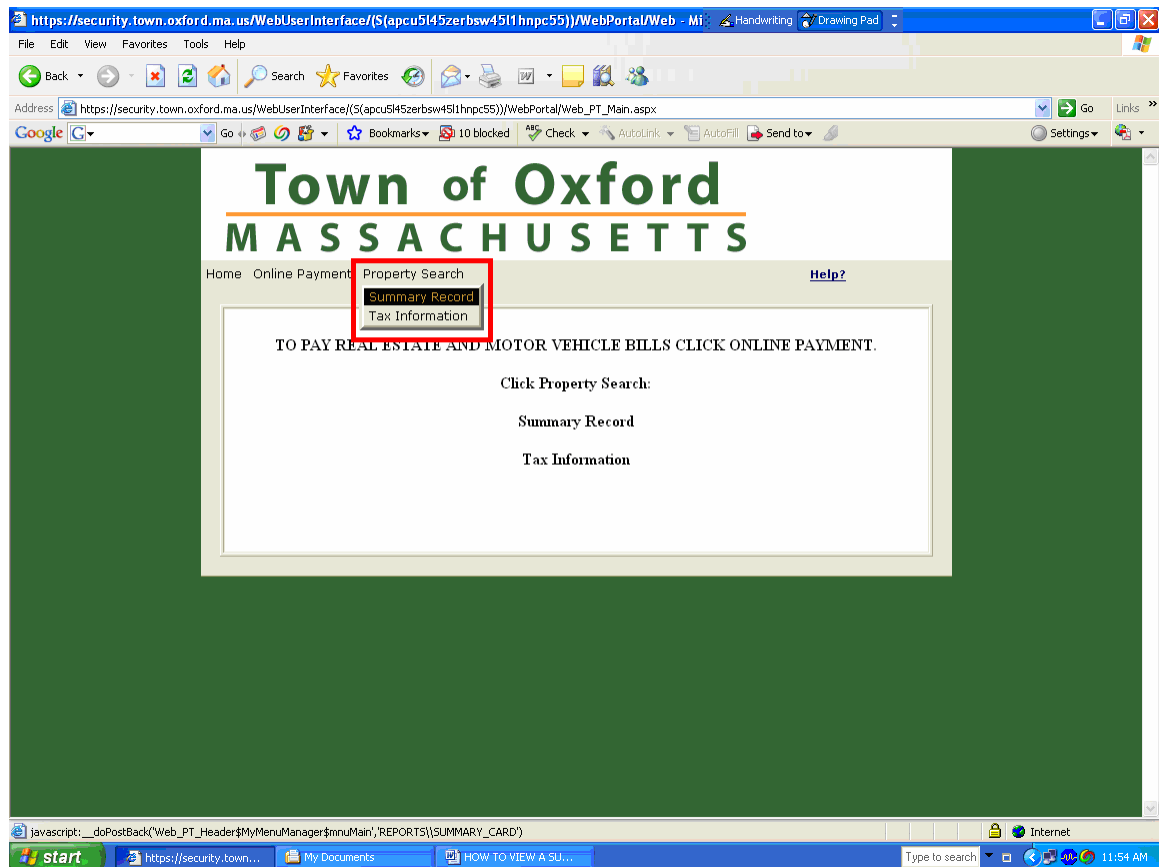 https://security.town.oxford.ma.us/WebUserInterface/(S(apcu5l45zerbsw45l1hnpc55))/WebPortal/Web - Mi Handwriting Drawing Pad
File Edit View Favorites Tools Help
Back Search Favorites
Address https://security.town.oxford.ma.us/WebUserInterface/(S(apcu5l45zerbsw45l1hnpc55))/WebPortal/Web_PT_Main.aspx Go Links »
Google G Go Bookmarks 10 blocked ABC Check AutoLink AutoFill Send to Settings
Town of Oxford
MASSACHUSETTS
Home Online Payment Property Search Help?
Summary Record
Tax Information
TO PAY REAL ESTATE AND MOTOR VEHICLE BILLS CLICK ONLINE PAYMENT.
Click Property Search:
Summary Record
Tax Information
javascript:__doPostBack('Web_PT_Header$MyMenuManager$mnuMain','REPORTS\\SUMMARY_CARD') Internet
start https://security.town... My Documents HOW TO VIEW A SU... Type to search 11:54 AM